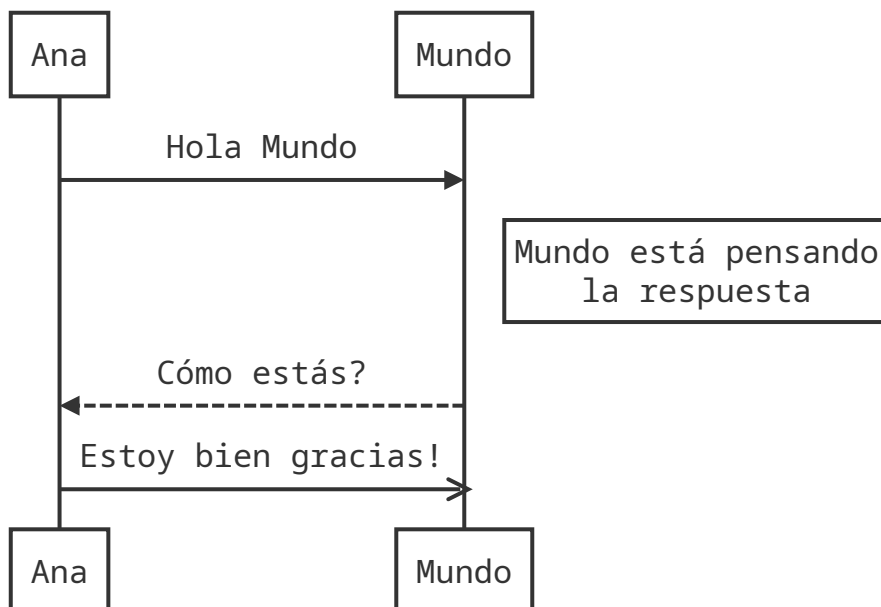 Ana
Mundo
Hola Mundo
Mundo está pensando
la respuesta
Cómo estás?
Estoy bien gracias!
Ana
Mundo